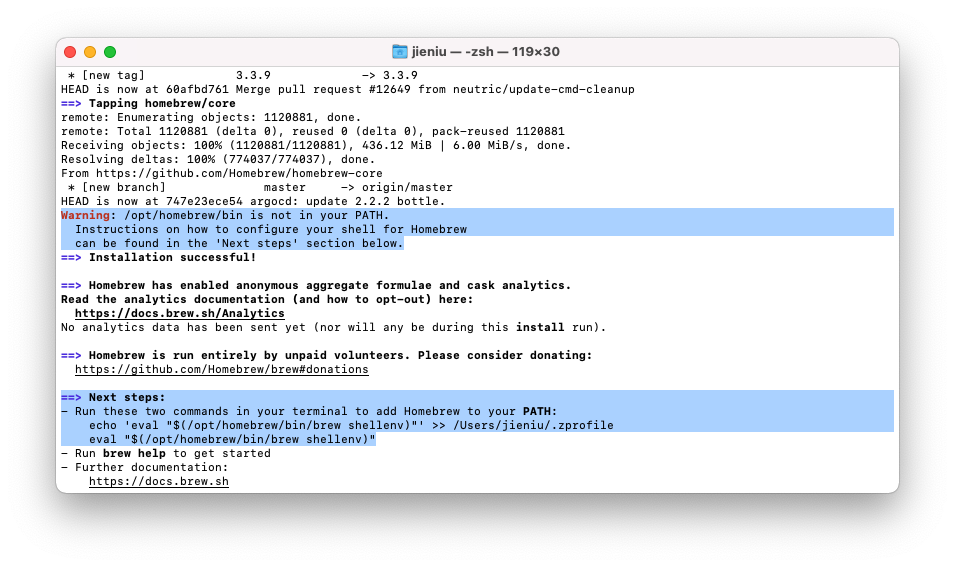 jieniu — -zsh — 119×30
* [new tag]             3.3.9             -> 3.3.9
HEAD is now at 60afbd761 Merge pull request #12649 from neutric/update-cmd-cleanup
==> Tapping homebrew/core
remote: Enumerating objects: 1120881, done.
remote: Total 1120881 (delta 0), reused 0 (delta 0), pack-reused 1120881
Receiving objects: 100% (1120881/1120881), 436.12 MiB | 6.00 MiB/s, done.
Resolving deltas: 100% (774037/774037), done.
From https://github.com/Homebrew/homebrew-core
* [new branch]              master     -> origin/master
HEAD is now at 747e23ece54 argocd: update 2.2.2 bottle.
Warning: /opt/homebrew/bin is not in your PATH.
Instructions on how to configure your shell for Homebrew
can be found in the 'Next steps' section below.
==> Installation successful!
==> Homebrew has enabled anonymous aggregate formulae and cask analytics.
Read the analytics documentation (and how to opt-out) here:
https://docs.brew.sh/Analytics
No analytics data has been sent yet (nor will any be during this install run).
==> Homebrew is run entirely by unpaid volunteers. Please consider donating:
https://github.com/Homebrew/brew#donations
==> Next steps:
- Run these two commands in your terminal to add Homebrew to your PATH:
echo 'eval "$(/opt/homebrew/bin/brew shellenv)"' >> /Users/jieniu/.zprofile
eval "$(/opt/homebrew/bin/brew shellenv)"
- Run brew help to get started
- Further documentation:
https://docs.brew.sh